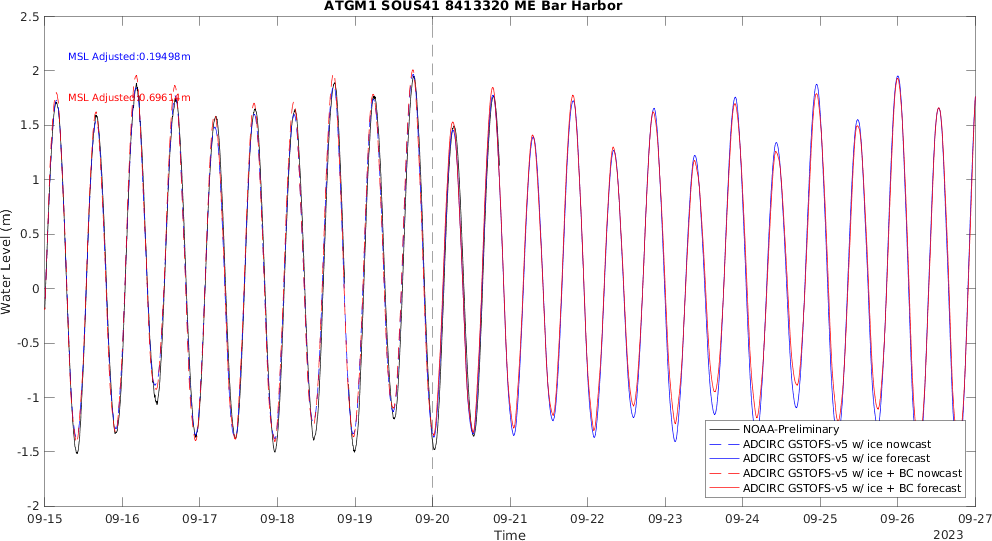 ATGM1 SOUS41 8413320 ME Bar Harbor
2.5
2
1.5
1
0.5
0
-0.5
-1
-1.5
-2
Water Level (m)
MSL Adjusted:0.19498m
MSL Adjusted:0.69614m
NOAA-Preliminary
ADCIRC GSTOFS-v5 w/ ice nowcast
ADCIRC GSTOFS-v5 w/ ice forecast
ADCIRC GSTOFS-v5 w/ ice + BC nowcast
ADCIRC GSTOFS-v5 w/ ice + BC forecast
09-15 09-16 09-17 09-18 09-19 09-20 09-21 09-22 09-23 09-24 09-25 09-26 09-27
Time
2023